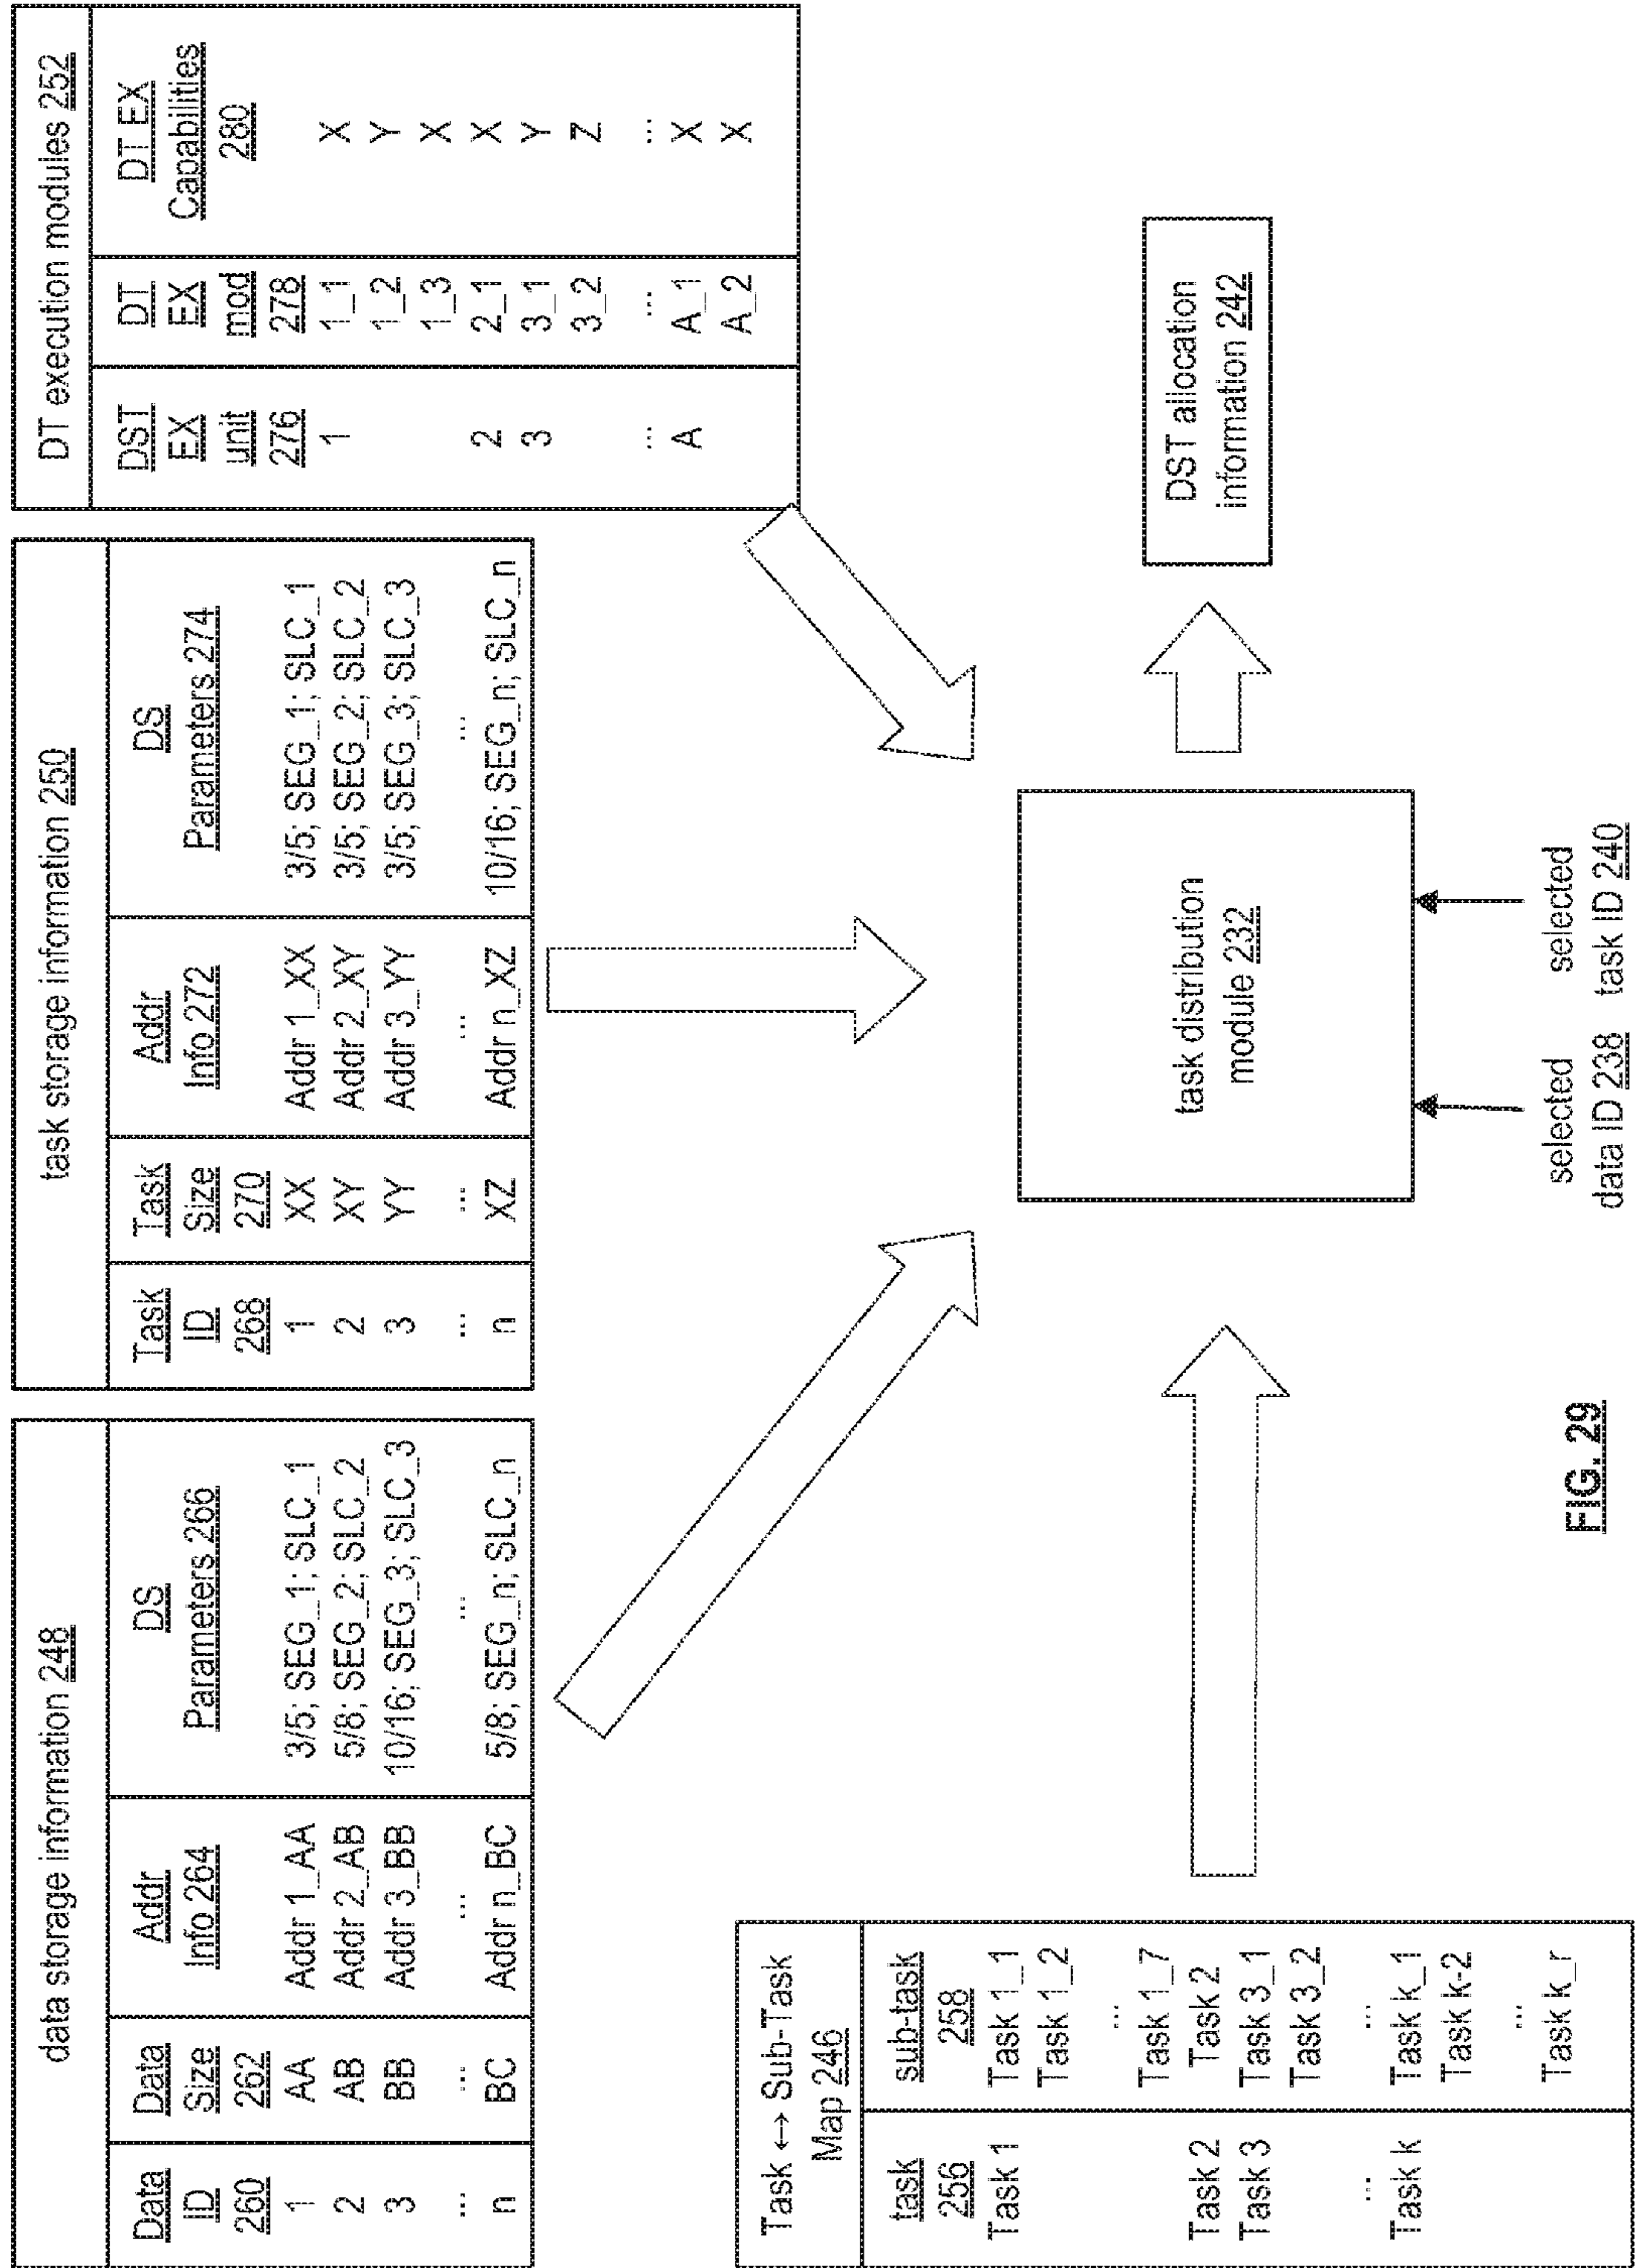 data storage information 248
Data ID 260 Data Size 262 Addr Info 264 DS Parameters 266
1 AA Addr 1_AA 3/5; SEG_1; SLC_1
2 AB Addr 2_AB 5/8; SEG_2; SLC_2
3 BB Addr 3_BB 10/16; SEG_3; SLC_3
... ... ... ...
n BC Addr n_BC 5/8; SEG_n; SLC_n
task storage information 250
Task ID 268 Task Size 270 Addr Info 272 DS Parameters 274
1 XX Addr 1_XX 3/5; SEG_1; SLC_1
2 XY Addr 2_XY 3/5; SEG_2; SLC_2
3 YY Addr 3_YY 3/5; SEG_3; SLC_3
... ... ... ...
n XZ Addr n_XZ 10/16; SEG_n; SLC_n
DT execution modules 252
DST EX unit 276 DT EX mod 278 DT EX Capabilities 280
1 1_1 X
1_2 Y
1_3 X
2 2_1 X
3 3_1 Y
3_2 Z
... ... ...
A A_1 X
A_2 X
Task ↔ Sub-Task
Map 246
task 256 sub-task 258
Task 1 Task 1_1
Task 1_2
...
Task 1_7
Task 2 Task 2
Task 3 Task 3_1
Task 3_2
... ...
Task k Task k_1
Task k-2
...
Task k_r
task distribution
module 232
DST allocation
information 242
selected
data ID 238
selected
task ID 240
FIG. 29